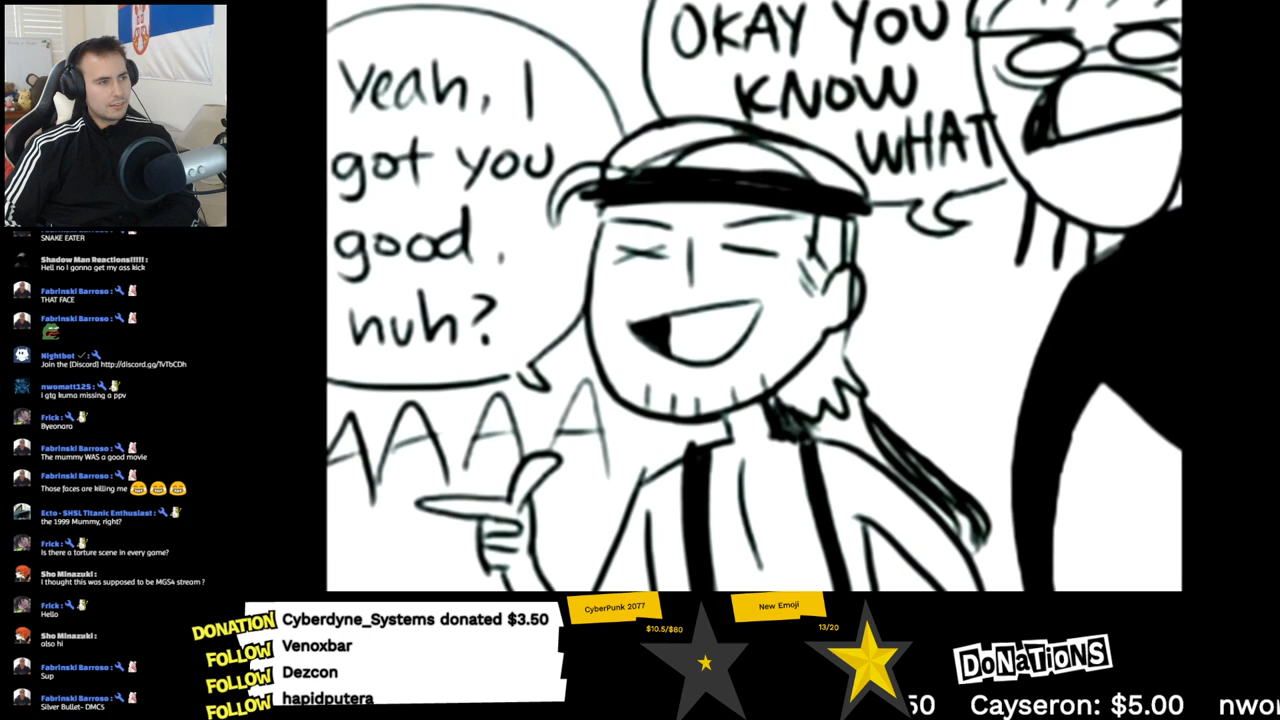 Yeah, I
got you
good,
huh?
OKAY YOU
KNOW
WHAT
AAAA
SNAKE EATER
Shadow Man Reactions!!!!! :
Hell no I gonna get my ass kick
Fabrinski Barroso :
THAT FACE
Fabrinski Barroso :
Nightbot ✓ :
Join the [Discord] http://discord.gg/1VTbCDh
nwomatt125 :
i gtg kuma missing a ppv
Frick :
Byeonara
Fabrinski Barroso :
The mummy WAS a good movie
Fabrinski Barroso :
Those faces are killing me
Ecto - SHSL Titanic Enthusiast :
the 1999 Mummy, right?
Frick :
Is there a torture scene in every game?
Sho Minazuki :
I thought this was supposed to be MGS4 stream ?
Frick :
Hello
Sho Minazuki :
also hi
Fabrinski Barroso :
Sup
Fabrinski Barroso :
Silver Bullet- DMC5
DONATION Cyberdyne_Systems donated $3.50
FOLLOW Venoxbar
FOLLOW Dezcon
FOLLOW hapidputera
CyberPunk 2077
$10.5/$80
New Emoji
13/20
DoNaTiONS
50 Cayseron: $5.00 nwo